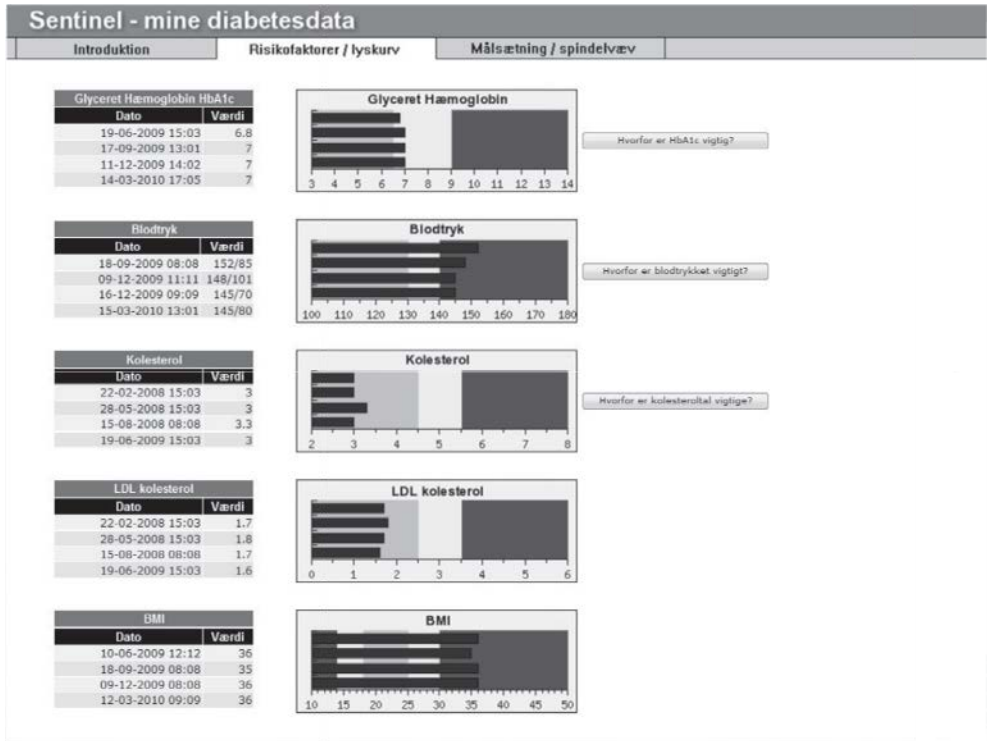 Sentinel - mine diabetesdata
Introduktion Risikofaktorer / lyskurv Målsætning / spindelvæv
Glyceret Hæmoglobin HbA1c
Dato Værdi
19-06-2009 15:03 6.8
17-09-2009 13:01 7
11-12-2009 14:02 7
14-03-2010 17:05 7
Glyceret Hæmoglobin
3 4 5 6 7 8 9 10 11 12 13 14
Hvorfor er HbA1c vigtig?
Blodtryk
Dato Værdi
18-09-2009 08:08 152/85
09-12-2009 11:11 148/101
16-12-2009 09:09 145/70
15-03-2010 13:01 145/80
Blodtryk
100 110 120 130 140 150 160 170 180
Hvorfor er blodtrykket vigtigt?
Kolesterol
Dato Værdi
22-02-2008 15:03 3
28-05-2008 15:03 3
15-08-2008 08:08 3.3
19-06-2009 15:03 3
Kolesterol
2 3 4 5 6 7 8
Hvorfor er kolesteroltal vigtige?
LDL kolesterol
Dato Værdi
22-02-2008 15:03 1.7
28-05-2008 15:03 1.8
15-08-2008 08:08 1.7
19-06-2009 15:03 1.6
LDL kolesterol
0 1 2 3 4 5 6
BMI
Dato Værdi
10-06-2009 12:12 36
18-09-2009 08:08 35
09-12-2009 08:08 36
12-03-2010 09:09 36
BMI
10 15 20 25 30 35 40 45 50